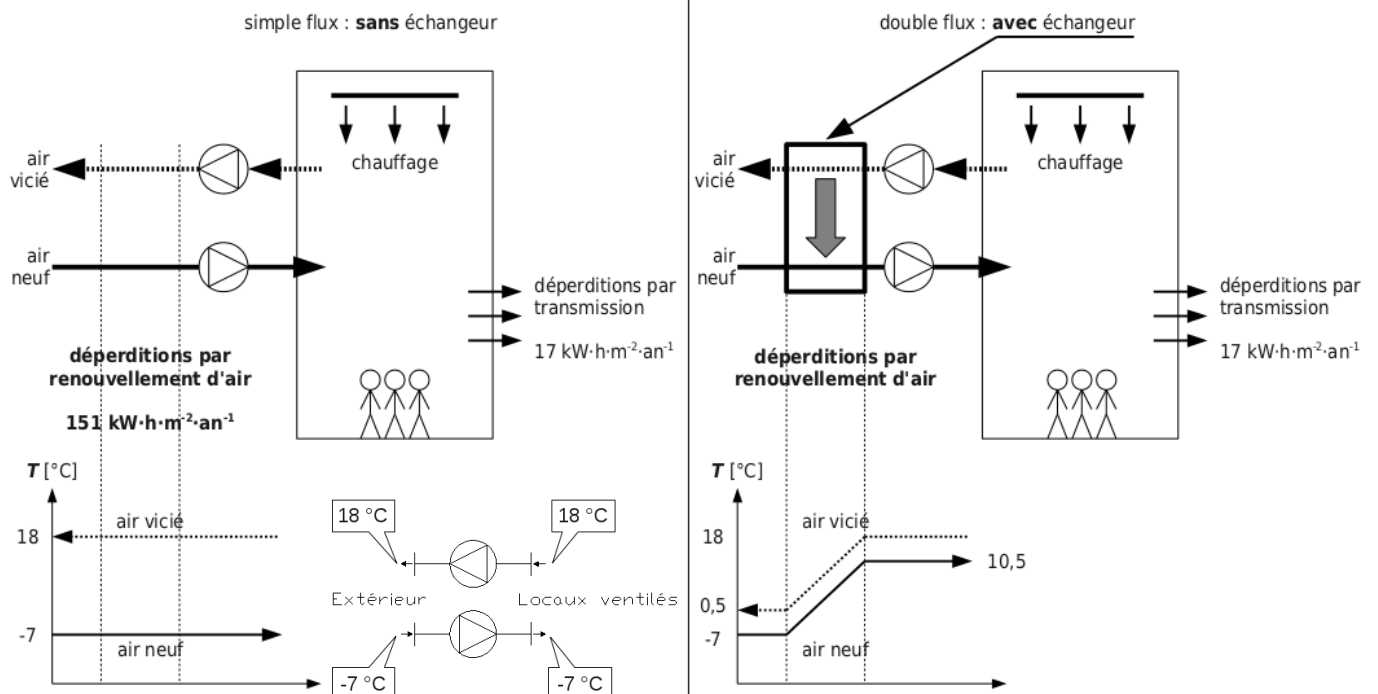 simple flux : sans échangeur
air
vicié
chauffage
air
neuf
déperditions par
transmission
17 kW·h·m-2·an-1
déperditions par
renouvellement d'air
151 kW·h·m-2·an-1
T [°C]
18
air vicié
-7
air neuf
18 °C
18 °C
Extérieur
Locaux ventilés
-7 °C
-7 °C
double flux : avec échangeur
air
vicié
chauffage
air
neuf
déperditions par
transmission
17 kW·h·m-2·an-1
déperditions par
renouvellement d'air
T [°C]
18
air vicié
10,5
0,5
-7
air neuf